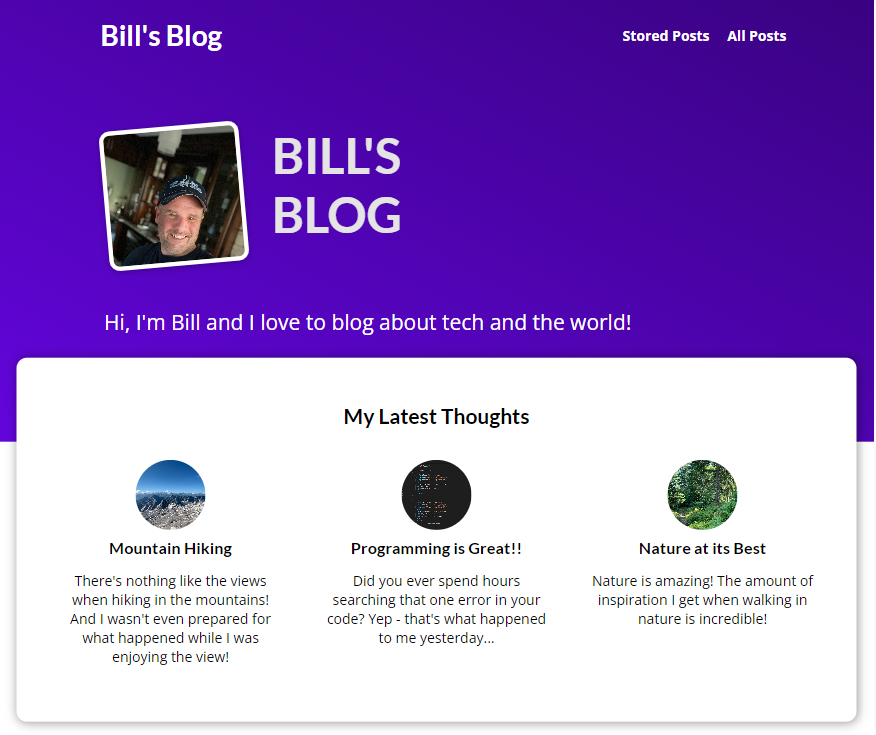 Bill's Blog
Stored Posts All Posts
BILL'S
BLOG
Hi, I'm Bill and I love to blog about tech and the world!
My Latest Thoughts
Mountain Hiking
There's nothing like the views
when hiking in the mountains!
And I wasn't even prepared for
what happened while I was
enjoying the view!
Programming is Great!!
Did you ever spend hours
searching that one error in your
code? Yep - that's what happened
to me yesterday...
Nature at its Best
Nature is amazing! The amount of
inspiration I get when walking in
nature is incredible!